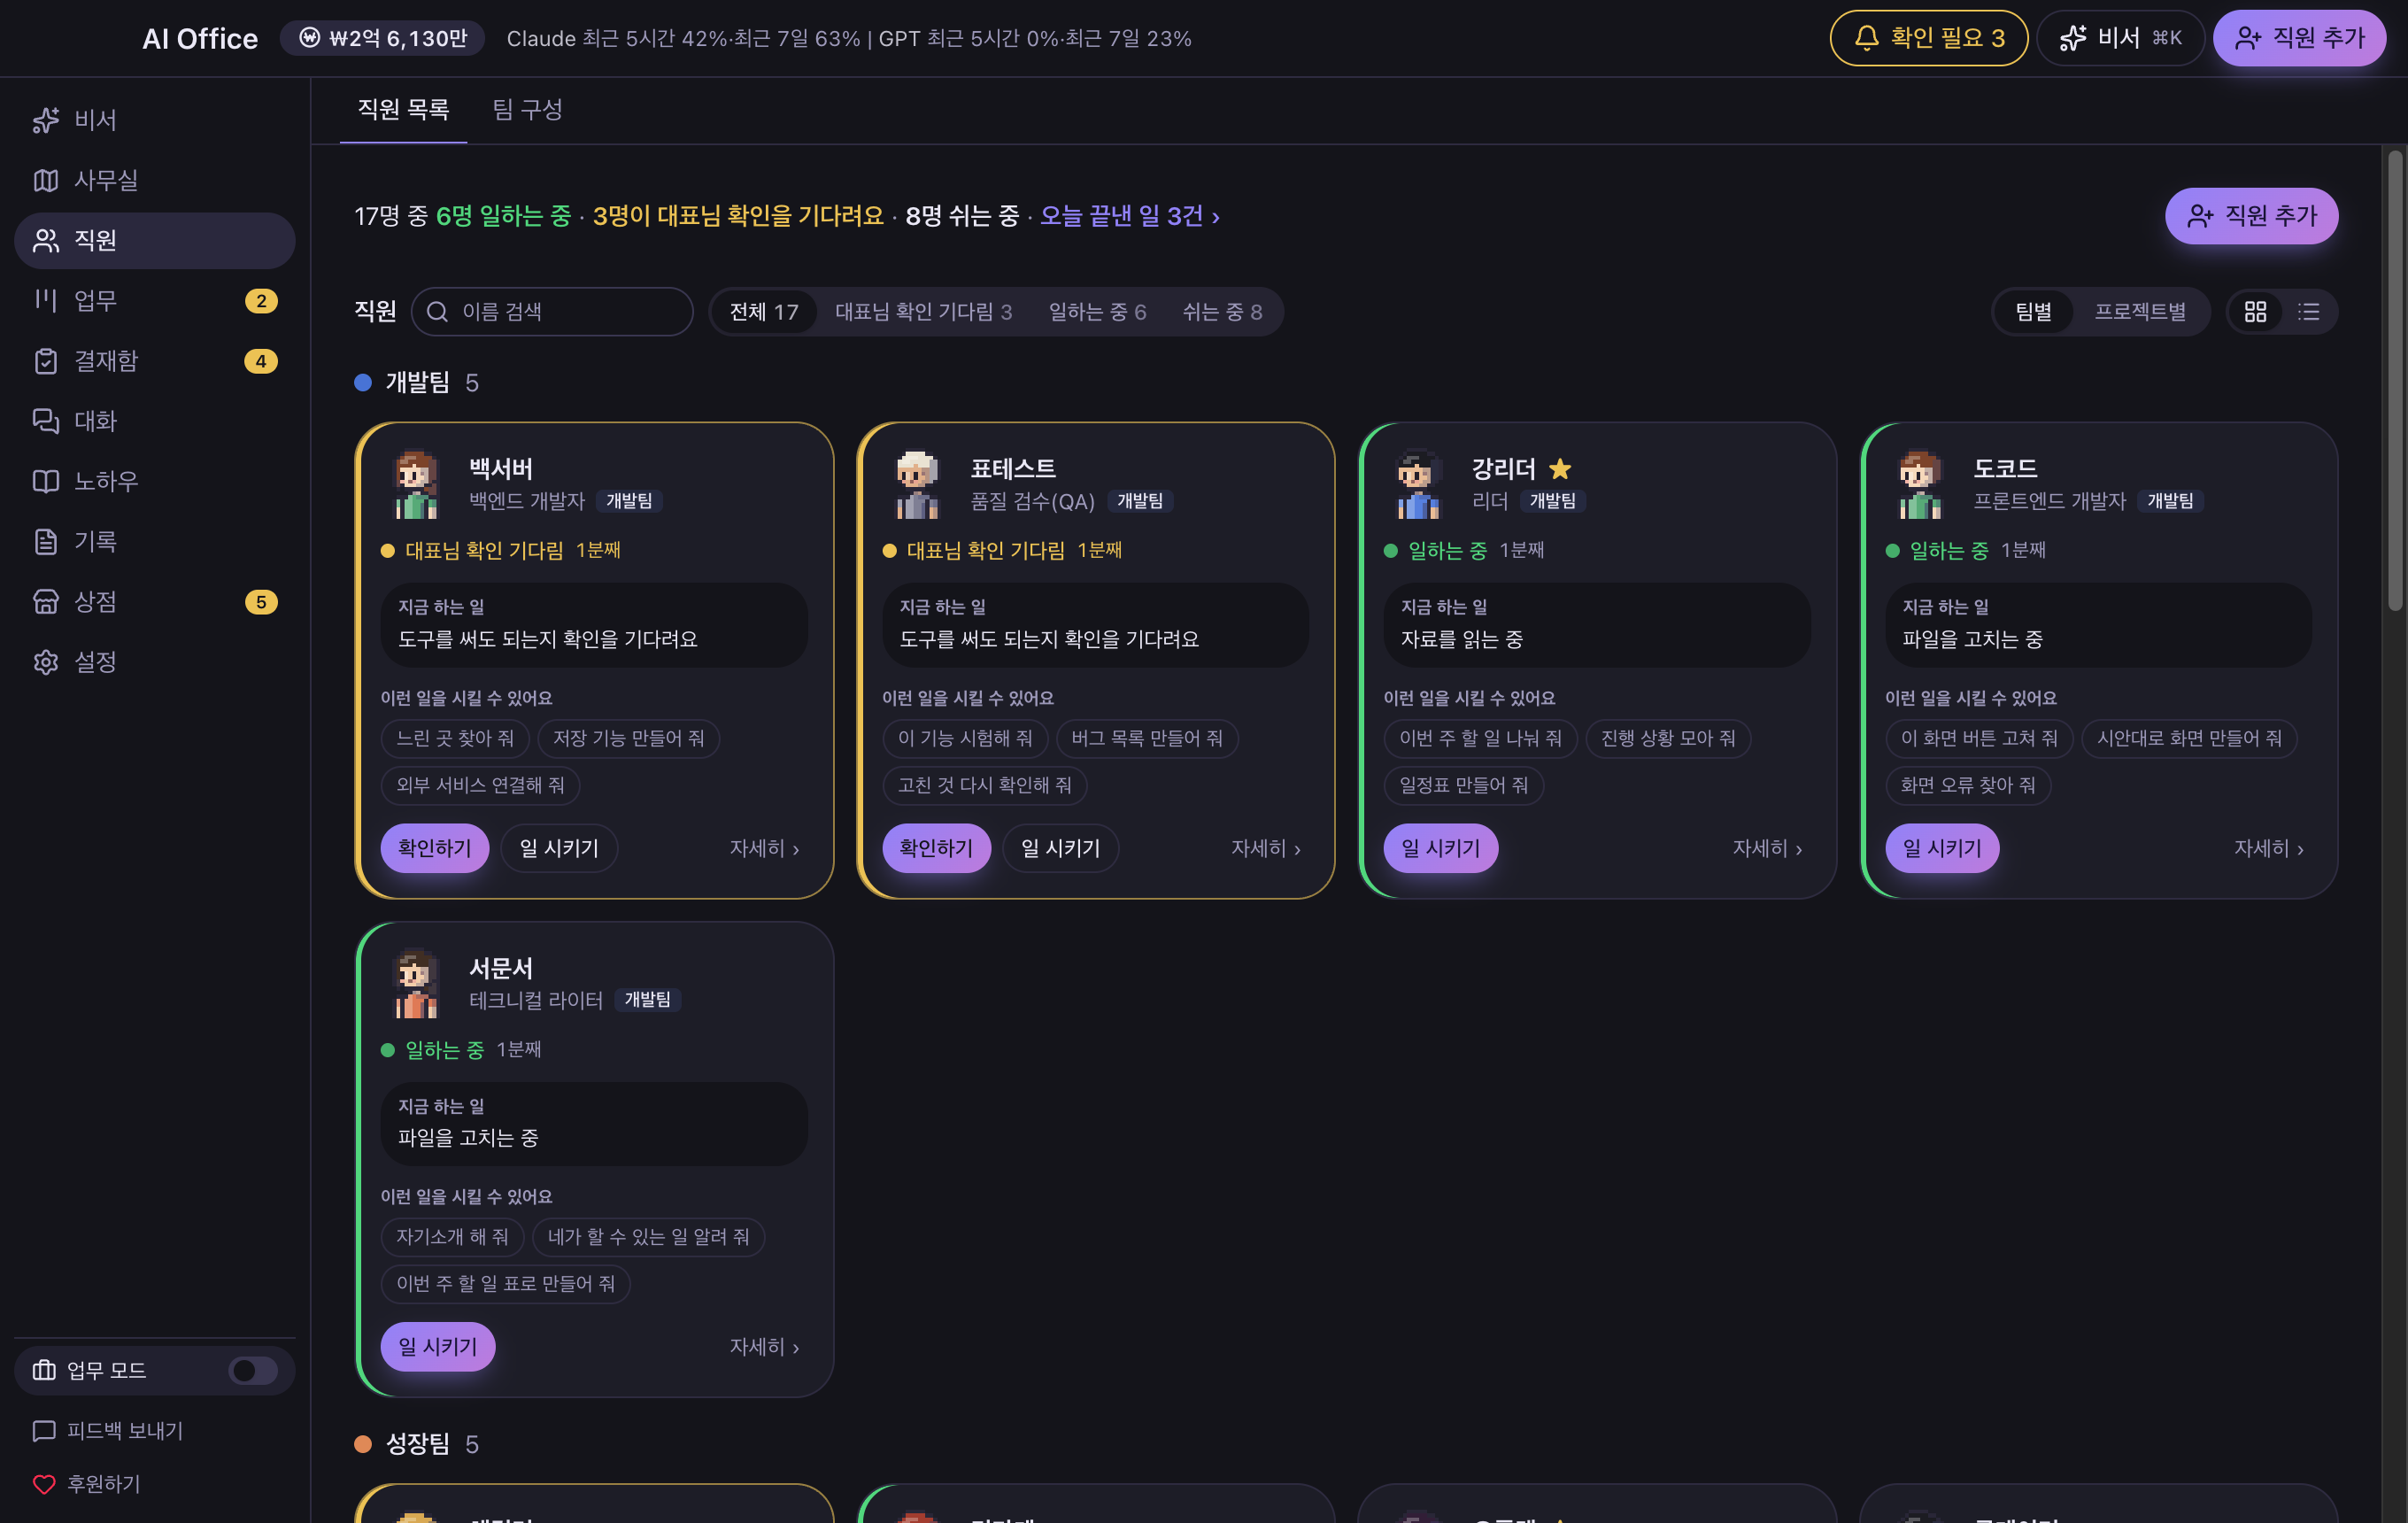 AI Office
₩2억 6,130만
Claude 최근 5시간 42%·최근 7일 63% | GPT 최근 5시간 0%·최근 7일 23%
확인 필요 3
비서 ⌘K
직원 추가
비서
사무실
직원
업무 2
결재함 4
대화
노하우
기록
상점 5
설정
업무 모드
피드백 보내기
후원하기
직원 목록
팀 구성
17명 중 6명 일하는 중 · 3명이 대표님 확인을 기다려요 · 8명 쉬는 중 · 오늘 끝낸 일 3건 ›
직원 추가
직원
이름 검색
전체 17
대표님 확인 기다림 3
일하는 중 6
쉬는 중 8
팀별
프로젝트별
개발팀 5
백서버
백엔드 개발자 개발팀
대표님 확인 기다림 1분째
지금 하는 일
도구를 써도 되는지 확인을 기다려요
이런 일을 시킬 수 있어요
느린 곳 찾아 줘
저장 기능 만들어 줘
외부 서비스 연결해 줘
확인하기
일 시키기
자세히 ›
표테스트
품질 검수(QA) 개발팀
대표님 확인 기다림 1분째
지금 하는 일
도구를 써도 되는지 확인을 기다려요
이런 일을 시킬 수 있어요
이 기능 시험해 줘
버그 목록 만들어 줘
고친 것 다시 확인해 줘
확인하기
일 시키기
자세히 ›
강리더
리더 개발팀
일하는 중 1분째
지금 하는 일
자료를 읽는 중
이런 일을 시킬 수 있어요
이번 주 할 일 나눠 줘
진행 상황 모아 줘
일정표 만들어 줘
일 시키기
자세히 ›
도코드
프론트엔드 개발자 개발팀
일하는 중 1분째
지금 하는 일
파일을 고치는 중
이런 일을 시킬 수 있어요
이 화면 버튼 고쳐 줘
시안대로 화면 만들어 줘
화면 오류 찾아 줘
일 시키기
자세히 ›
서문서
테크니컬 라이터 개발팀
일하는 중 1분째
지금 하는 일
파일을 고치는 중
이런 일을 시킬 수 있어요
자기소개 해 줘
네가 할 수 있는 일 알려 줘
이번 주 할 일 표로 만들어 줘
일 시키기
자세히 ›
성장팀 5